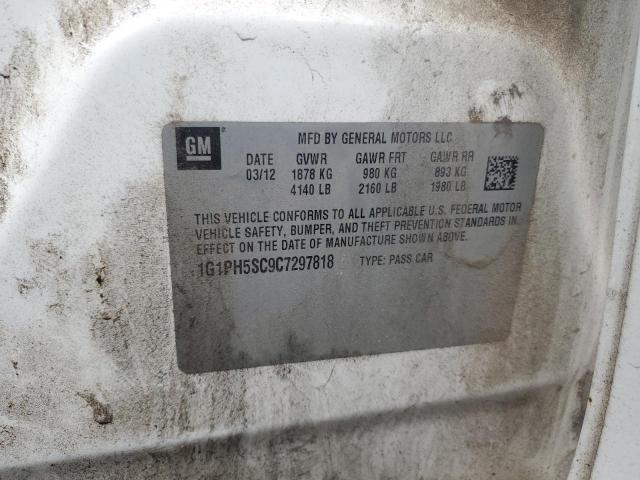 GM
MFD BY GENERAL MOTORS LLC
DATE GVWR GAWR FRT GAWR RR
03/12 1878 KG 980 KG 893 KG
4140 LB 2160 LB 1980 LB
THIS VEHICLE CONFORMS TO ALL APPLICABLE U.S. FEDERAL MOTOR
VEHICLE SAFETY, BUMPER, AND THEFT PREVENTION STANDARDS IN
EFFECT ON THE DATE OF MANUFACTURE SHOWN ABOVE.
1G1PH5SC9C7297818 TYPE: PASS CAR